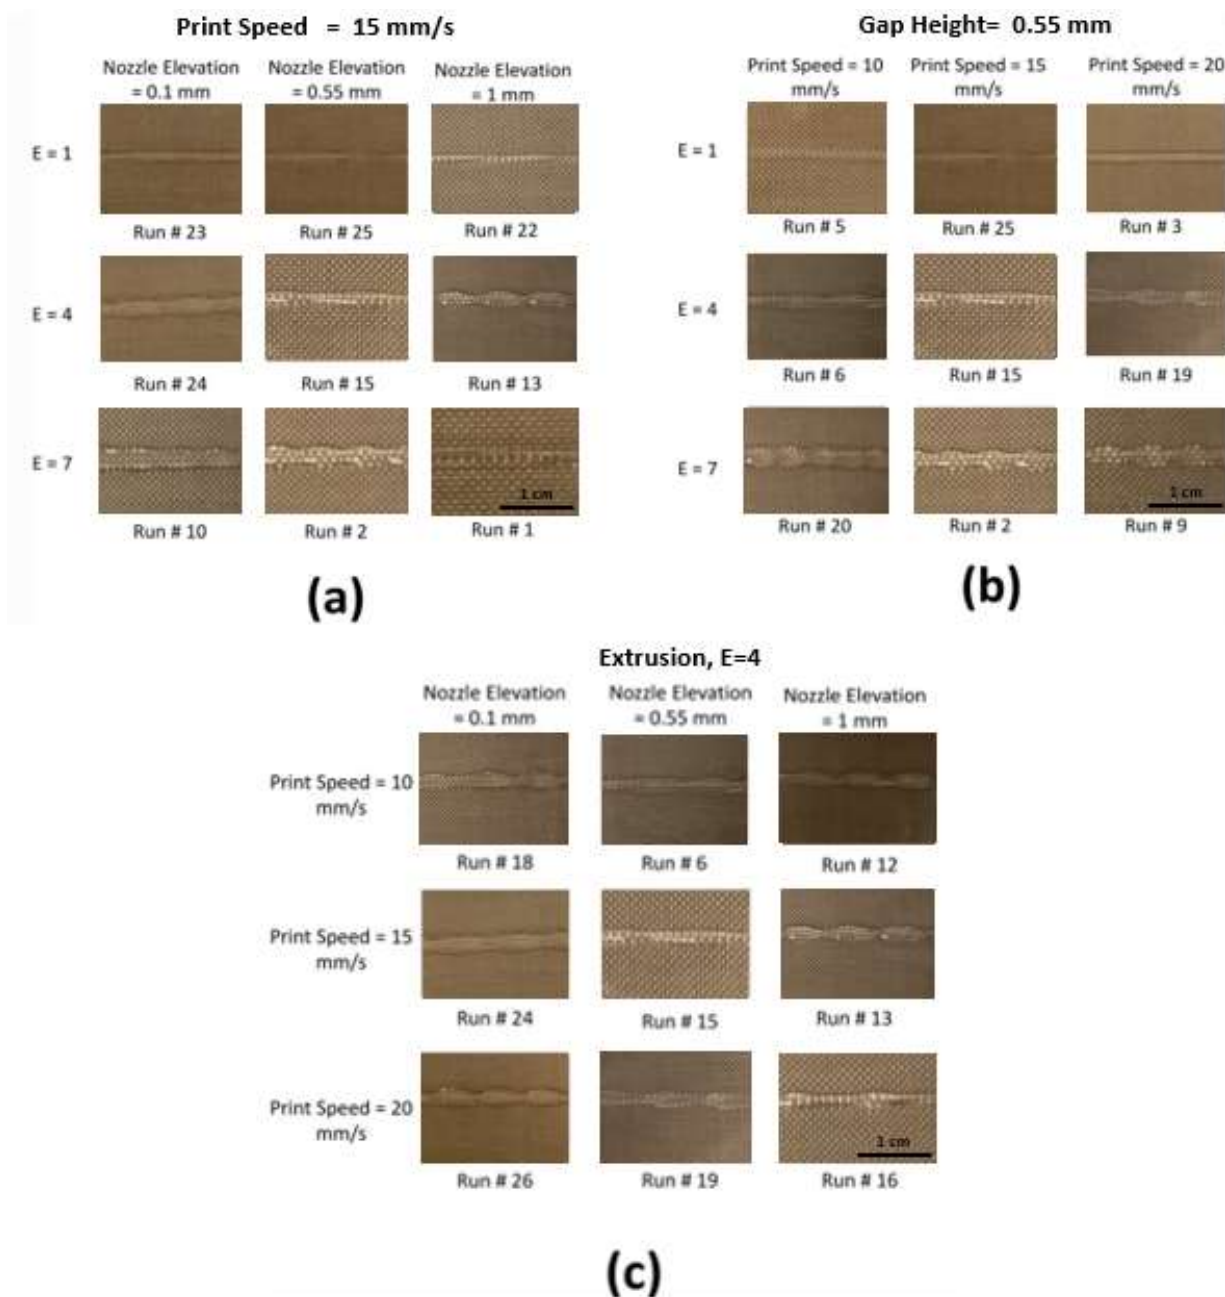 Print Speed = 15 mm/s
Nozzle Elevation = 0.1 mm
Nozzle Elevation = 0.55 mm
Nozzle Elevation = 1 mm
E = 1
Run # 23
Run # 25
Run # 22
E = 4
Run # 24
Run # 15
Run # 13
E = 7
1 cm
Run # 10
Run # 2
Run # 1
(a)
Gap Height= 0.55 mm
Print Speed = 10 mm/s
Print Speed = 15 mm/s
Print Speed = 20 mm/s
E = 1
Run # 5
Run # 25
Run # 3
E = 4
Run # 6
Run # 15
Run # 19
E = 7
1 cm
Run # 20
Run # 2
Run # 9
(b)
Extrusion, E=4
Nozzle Elevation = 0.1 mm
Nozzle Elevation = 0.55 mm
Nozzle Elevation = 1 mm
Print Speed = 10 mm/s
Run # 18
Run # 6
Run # 12
Print Speed = 15 mm/s
Run # 24
Run # 15
Run # 13
Print Speed = 20 mm/s
1 cm
Run # 26
Run # 19
Run # 16
(c)